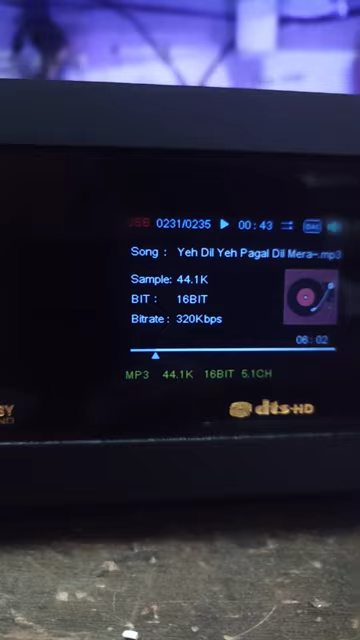 USB 0231/0235 00:43
Song : Yeh Dil Yeh Pagal Dil Mera~.mp3
Sample: 44.1K
BIT : 16BIT
Bitrate : 320Kbps
06:02
MP3 44.1K 16BIT 5.1CH
dts-HD